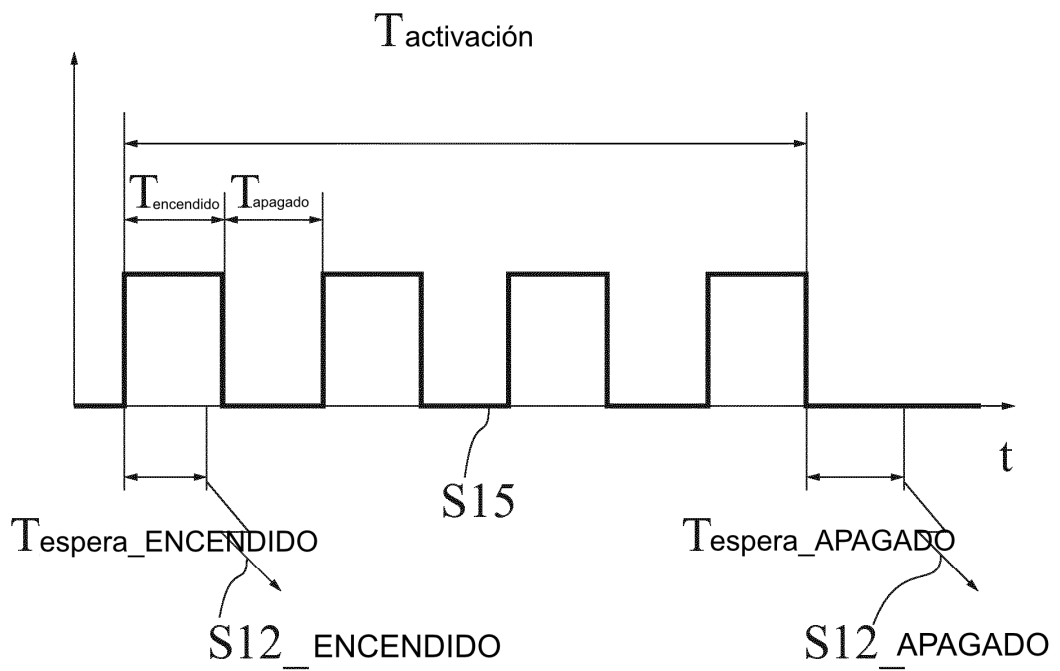 Tactivación
Tencendido
Tapagado
t
S15
Tespera_ENCENDIDO
Tespera_APAGADO
S12_ENCENDIDO
S12_APAGADO